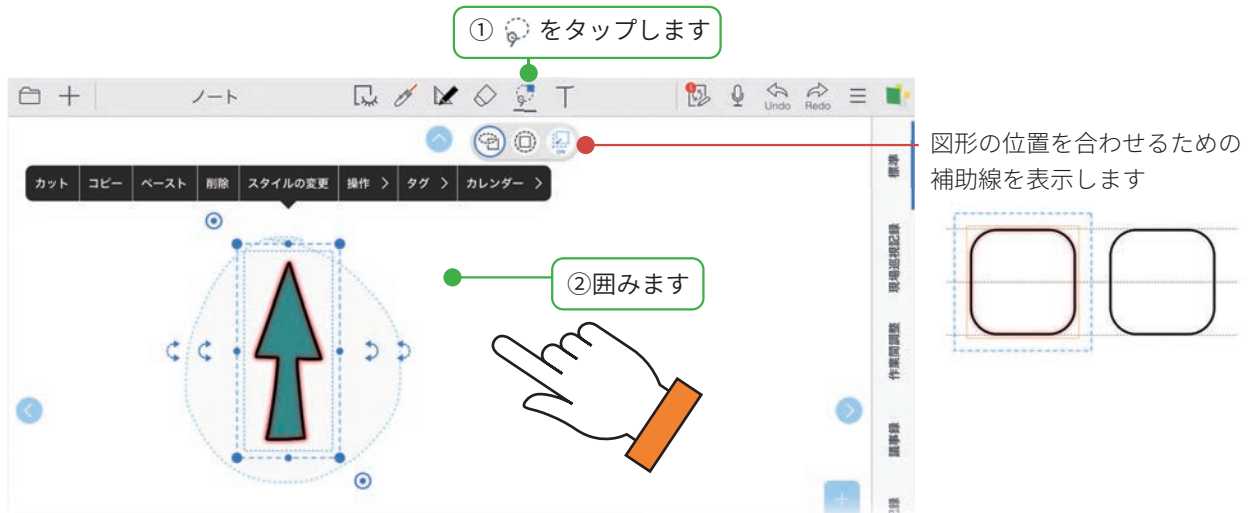 ① をタップします
ノート
Undo
Redo
ON
図形の位置を合わせるための
補助線を表示します
カット コピー ペースト 削除 スタイルの変更 操作 > タグ > カレンダー >
②囲みます
標準
現場巡視記録
作業間調整
議事録